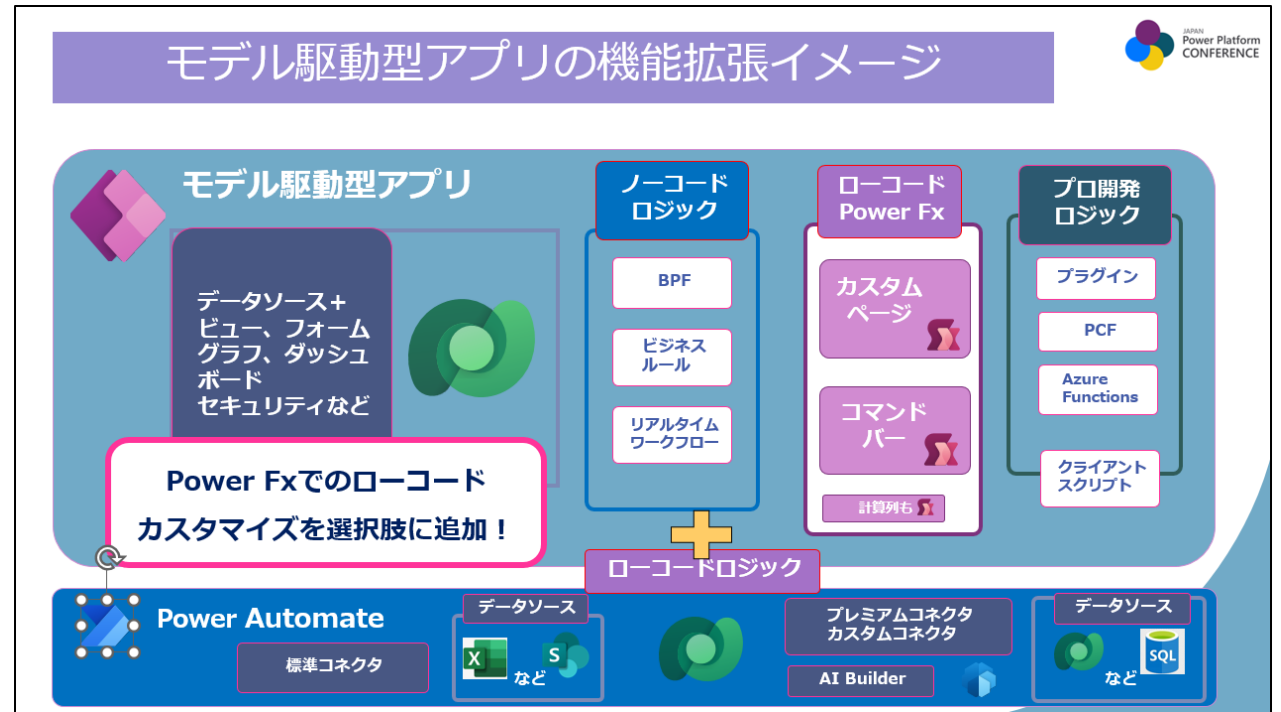 モデル駆動型アプリの機能拡張イメージ
JAPAN
Power Platform
CONFERENCE
モデル駆動型アプリ
データソース+
ビュー、フォーム
グラフ、ダッシュ
ボード
セキュリティなど
Power Fxでのローコード
カスタマイズを選択肢に追加!
ノーコード
ロジック
BPF
ビジネス
ルール
リアルタイム
ワークフロー
ローコード
Power Fx
カスタム
ページ
コマンド
バー
計算列も
プロ開発
ロジック
プラグイン
PCF
Azure
Functions
クライアント
スクリプト
ローコードロジック
Power Automate
標準コネクタ
データソース
X
S
など
プレミアムコネクタ
カスタムコネクタ
AI Builder
データソース
SQL
など